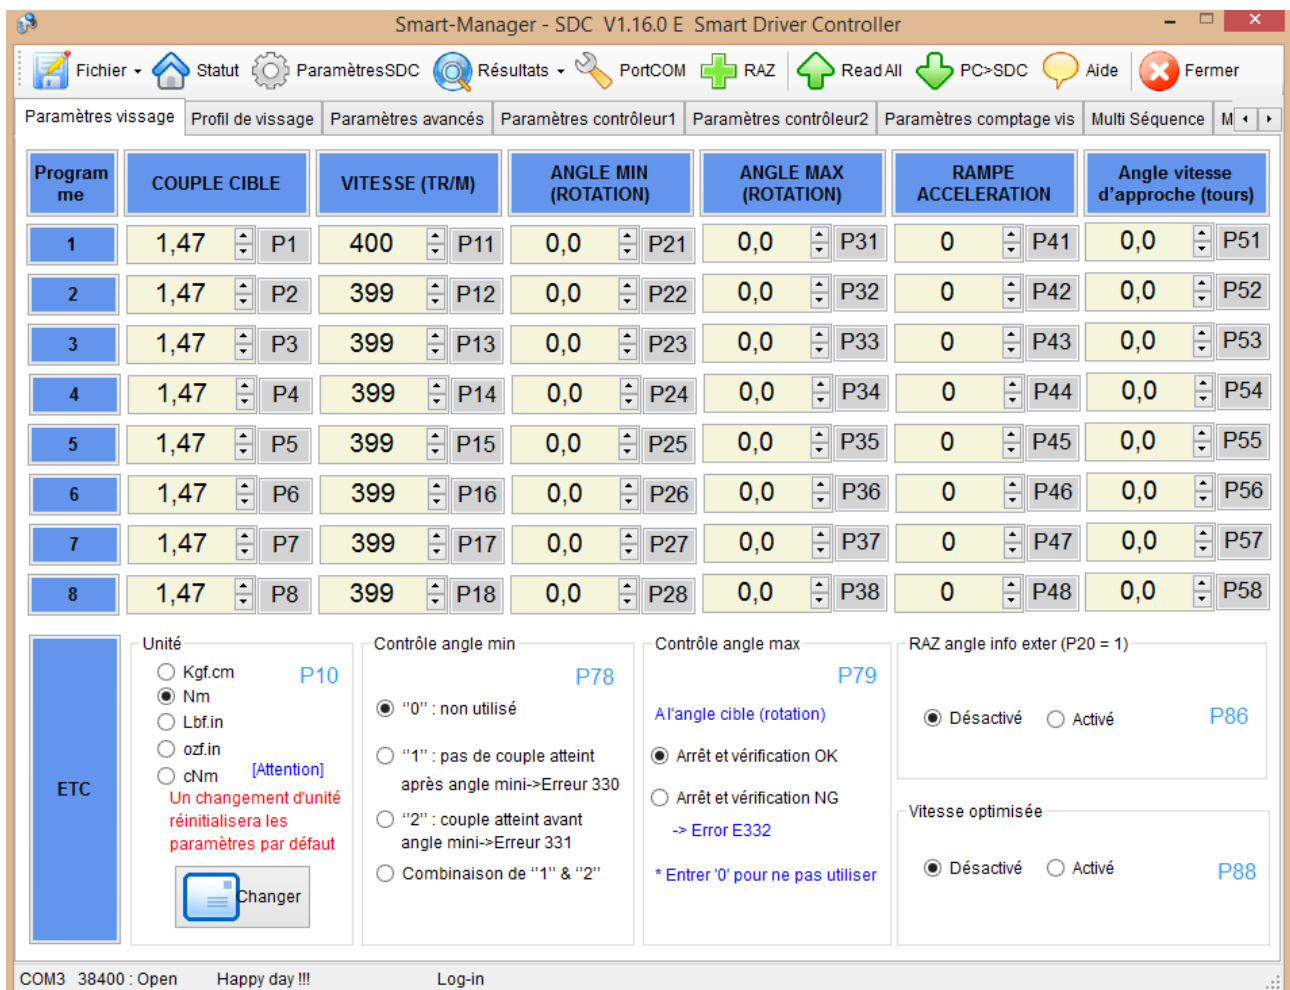 Smart-Manager - SDC  V1.16.0 E  Smart Driver Controller
Fichier Statut ParamètresSDC Résultats PortCOM RAZ Read All PC>SDC Aide Fermer
Paramètres vissage Profil de vissage Paramètres avancés Paramètres contrôleur1 Paramètres contrôleur2 Paramètres comptage vis Multi Séquence M
Program
me
COUPLE CIBLE
VITESSE (TR/M)
ANGLE MIN
(ROTATION)
ANGLE MAX
(ROTATION)
RAMPE
ACCELERATION
Angle vitesse
d'approche (tours)
1 1,47 P1 400 P11 0,0 P21 0,0 P31 0 P41 0,0 P51
2 1,47 P2 399 P12 0,0 P22 0,0 P32 0 P42 0,0 P52
3 1,47 P3 399 P13 0,0 P23 0,0 P33 0 P43 0,0 P53
4 1,47 P4 399 P14 0,0 P24 0,0 P34 0 P44 0,0 P54
5 1,47 P5 399 P15 0,0 P25 0,0 P35 0 P45 0,0 P55
6 1,47 P6 399 P16 0,0 P26 0,0 P36 0 P46 0,0 P56
7 1,47 P7 399 P17 0,0 P27 0,0 P37 0 P47 0,0 P57
8 1,47 P8 399 P18 0,0 P28 0,0 P38 0 P48 0,0 P58
ETC
Unité
Kgf.cm P10
Nm
Lbf.in
ozf.in
cNm [Attention]
Un changement d'unité
réinitialisera les
paramètres par défaut
Changer
Contrôle angle min
P78
''0'' : non utilisé
''1'' : pas de couple atteint
après angle mini->Erreur 330
''2'' : couple atteint avant
angle mini->Erreur 331
Combinaison de ''1'' & ''2''
Contrôle angle max
P79
A l'angle cible (rotation)
Arrêt et vérification OK
Arrêt et vérification NG
-> Error E332
* Entrer '0' pour ne pas utiliser
RAZ angle info exter (P20 = 1)
Désactivé Activé P86
Vitesse optimisée
Désactivé Activé P88
COM3 38400 : Open Happy day !!! Log-in